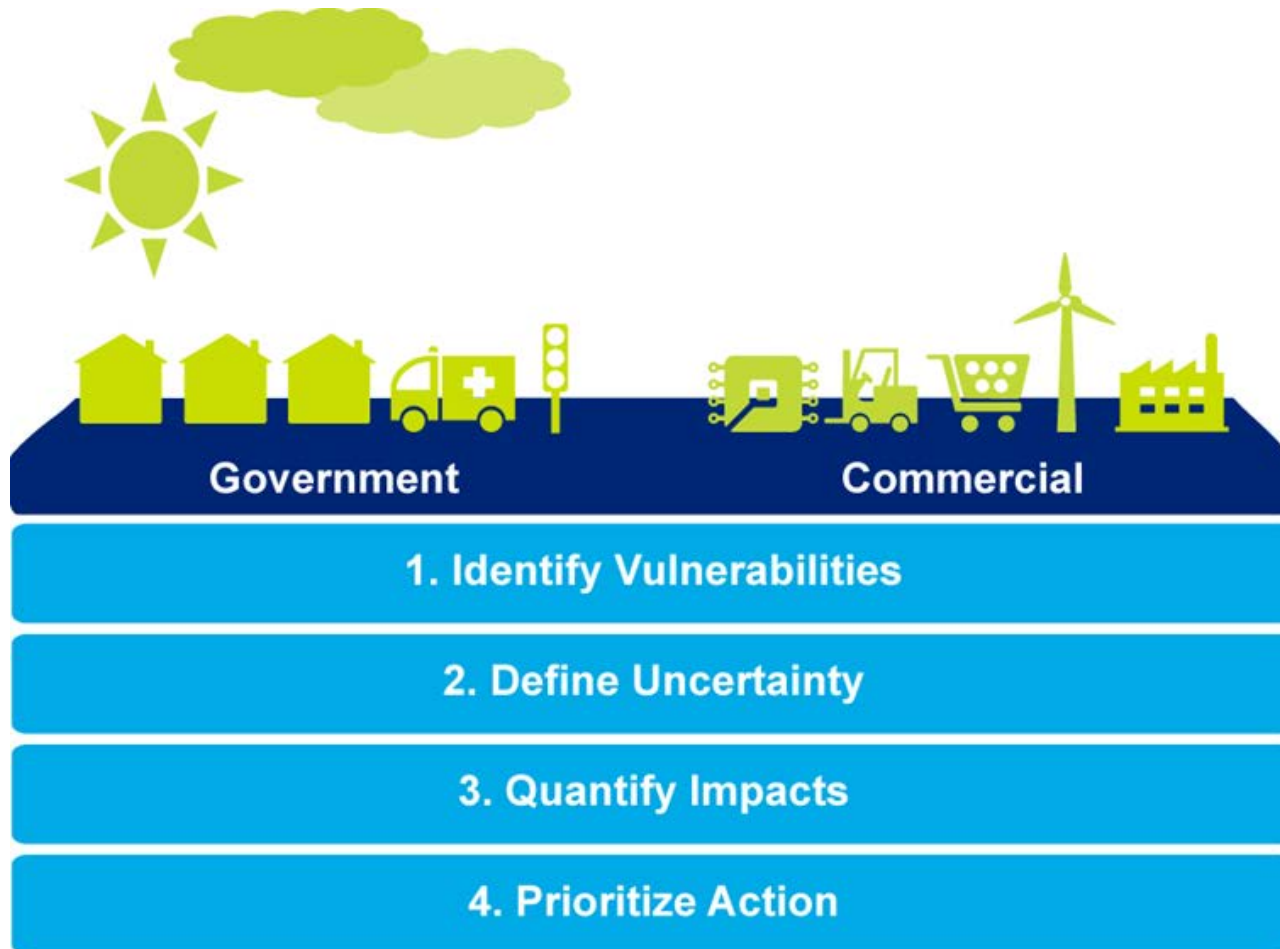 Government
Commercial
1. Identify Vulnerabilities
2. Define Uncertainty
3. Quantify Impacts
4. Prioritize Action